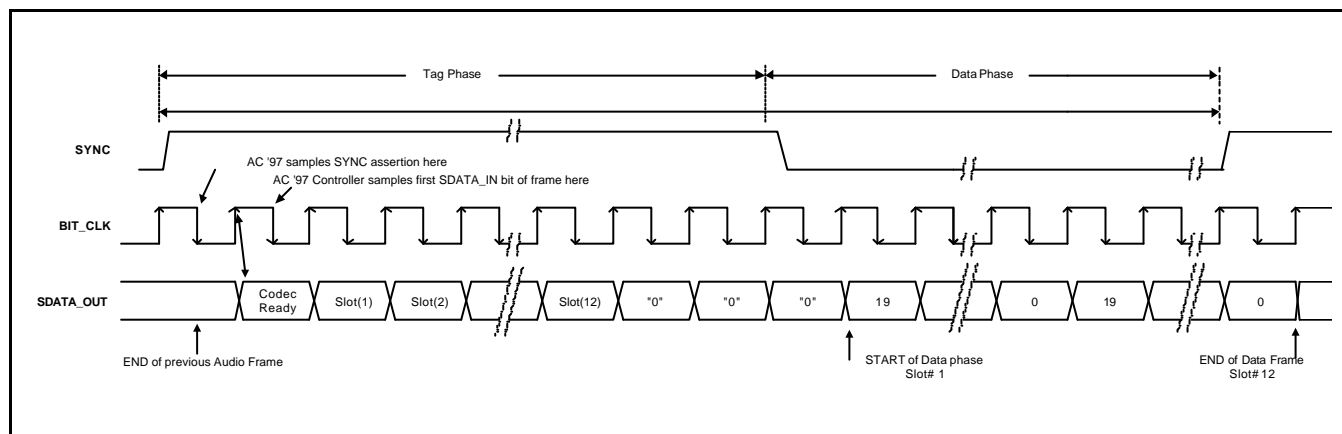 Tag Phase
Data Phase
SYNC
AC '97 samples SYNC assertion here
AC '97 Controller samples first SDATA_IN bit of frame here
BIT_CLK
SDATA_OUT
Codec
Ready
Slot(1)
Slot(2)
Slot(12)
"0"
"0"
"0"
19
0
19
0
END of previous Audio Frame
START of Data phase
Slot# 1
END of Data Frame
Slot# 12